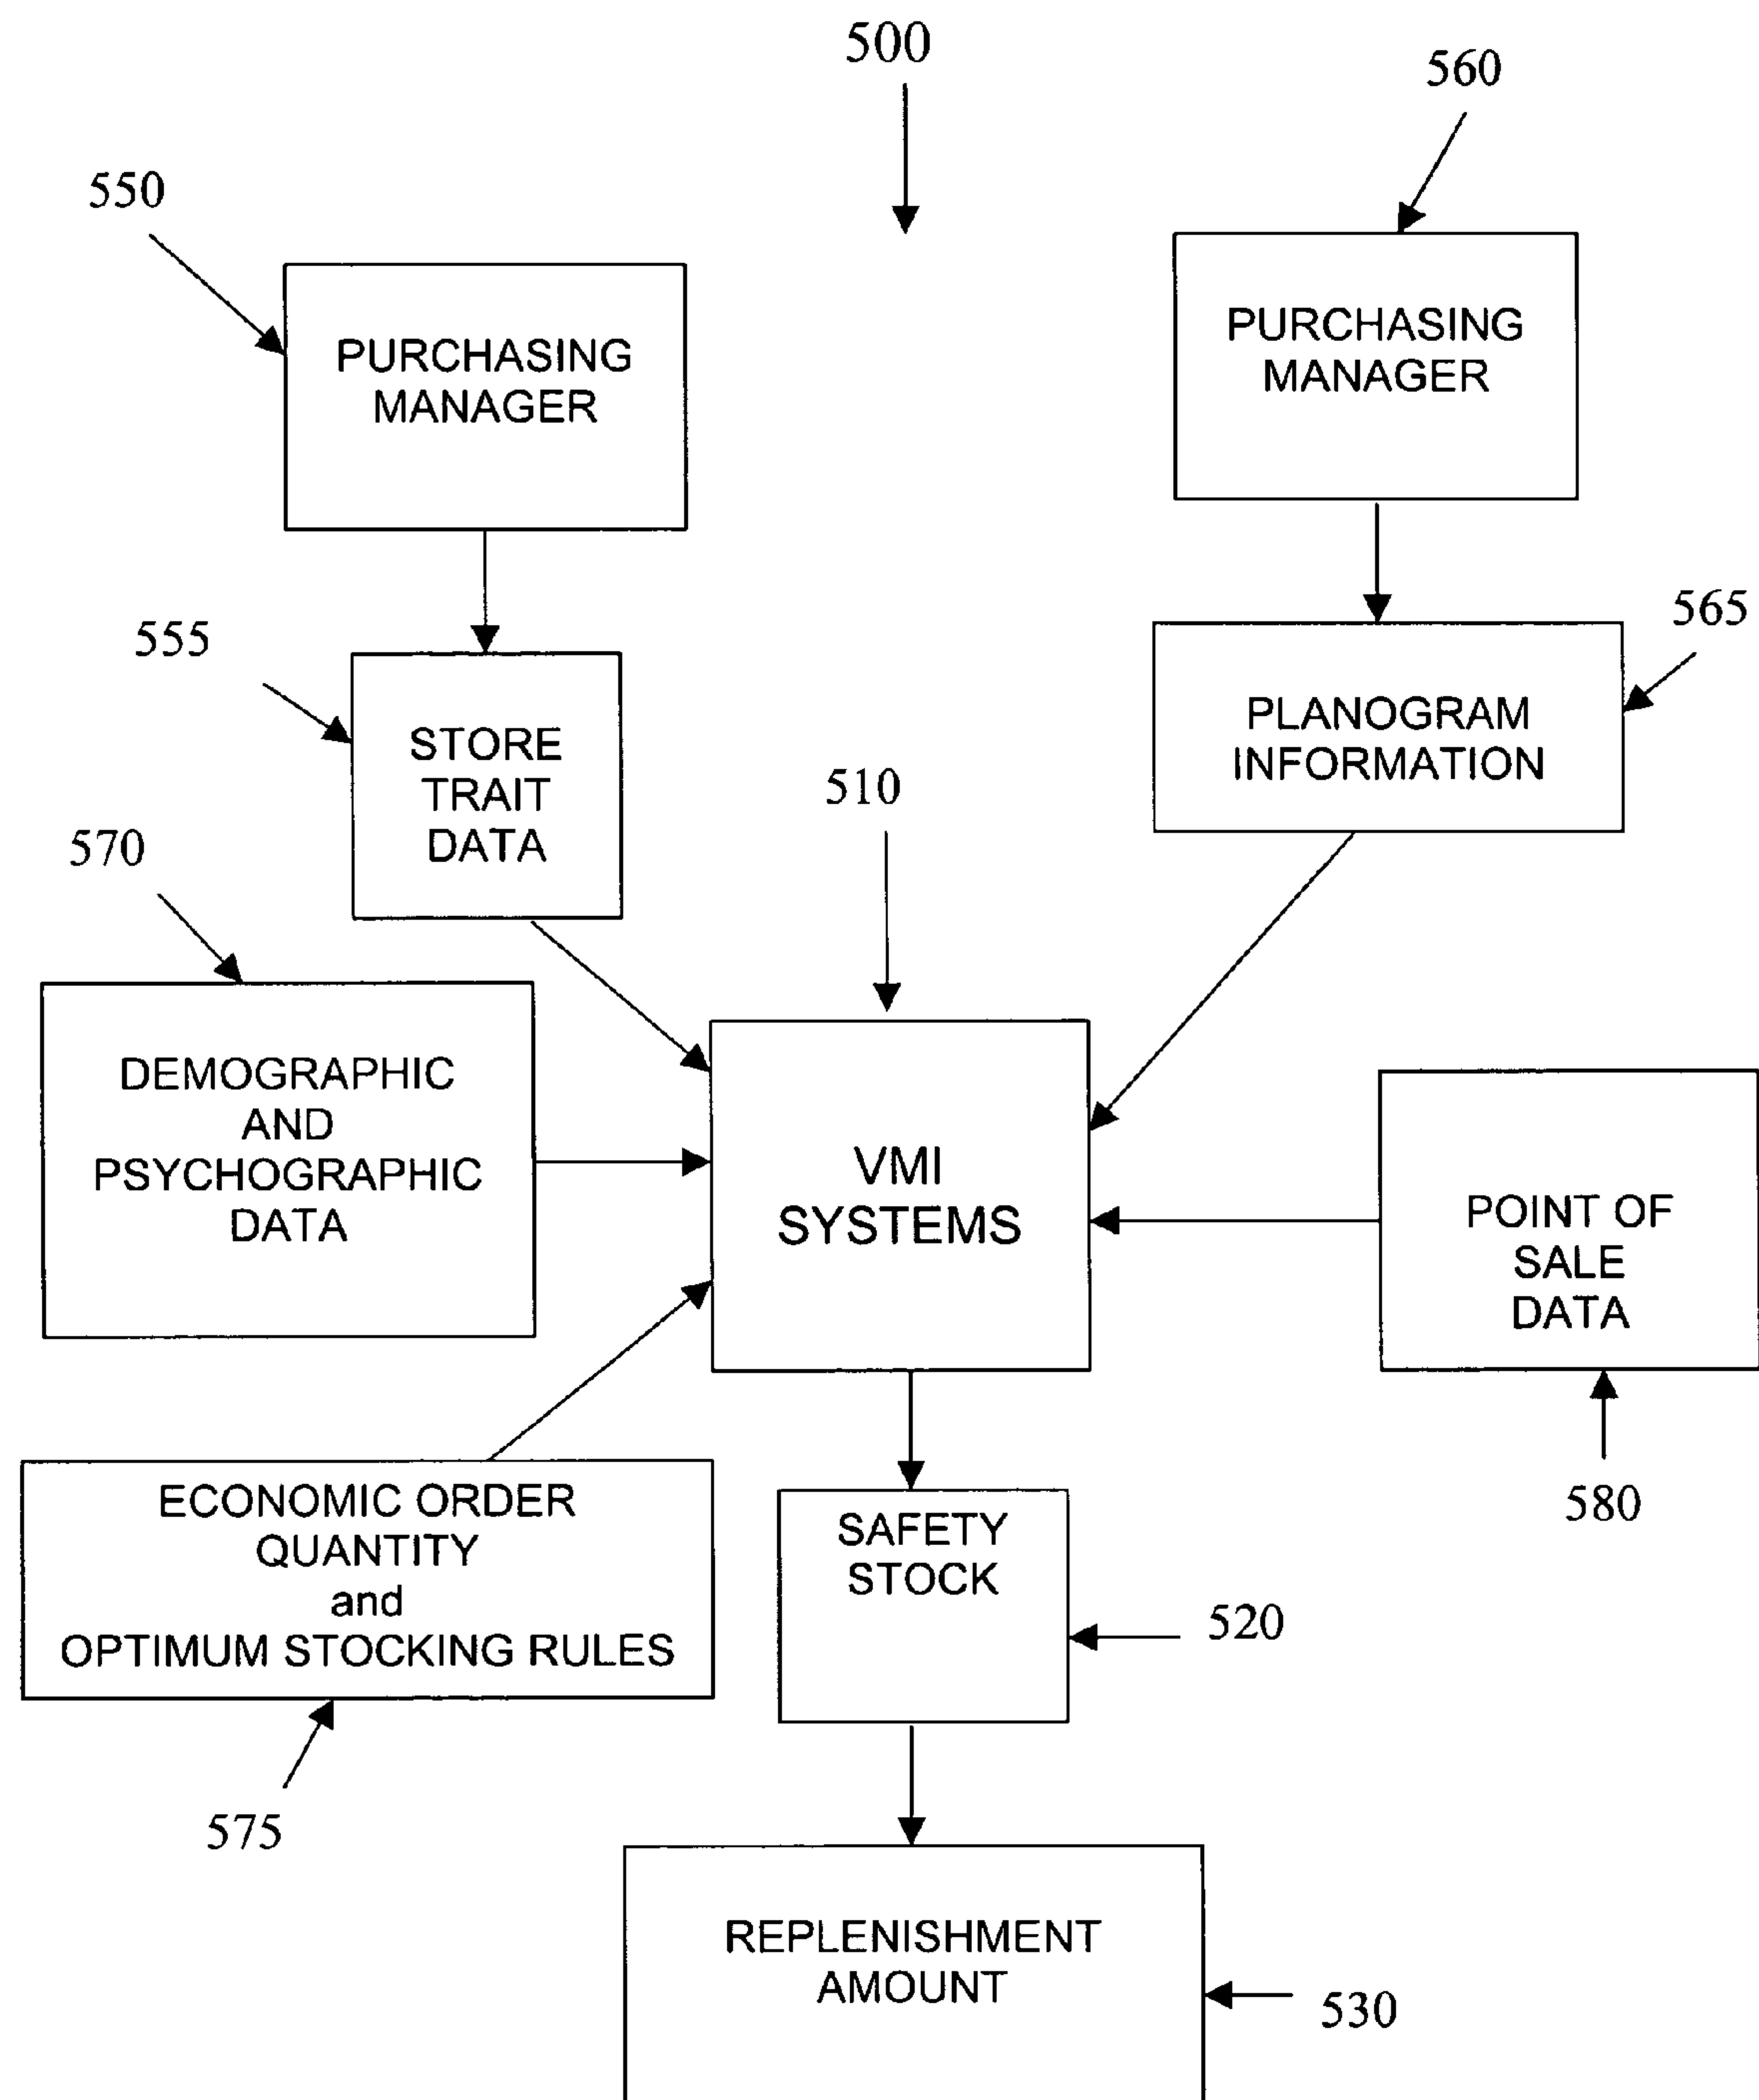 500
560
550
PURCHASING
MANAGER
PURCHASING
MANAGER
555
565
STORE
TRAIT
DATA
PLANOGRAM
INFORMATION
510
570
DEMOGRAPHIC
AND
PSYCHOGRAPHIC
DATA
VMI
SYSTEMS
POINT OF
SALE
DATA
580
ECONOMIC ORDER
QUANTITY
and
OPTIMUM STOCKING RULES
575
SAFETY
STOCK
520
REPLENISHMENT
AMOUNT
530